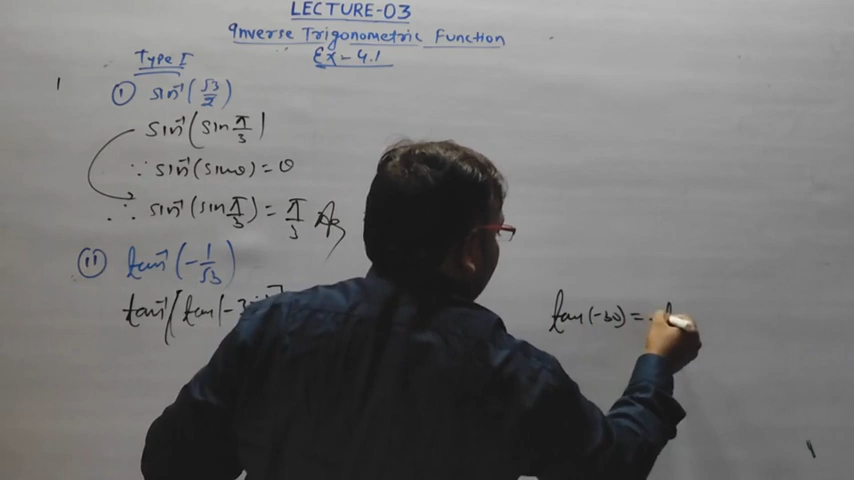 LECTURE-03
Inverse Trigonometric Function
Ex-4.1
Type I
(i) sin⁻¹(√3/2)
sin⁻¹(sin π/3)
∵ sin⁻¹(sinθ) = θ
∴ sin⁻¹(sin π/3) = π/3 Ans
(ii) tan⁻¹(-1/√3)
tan⁻¹[tan(-3
tan(-30) =